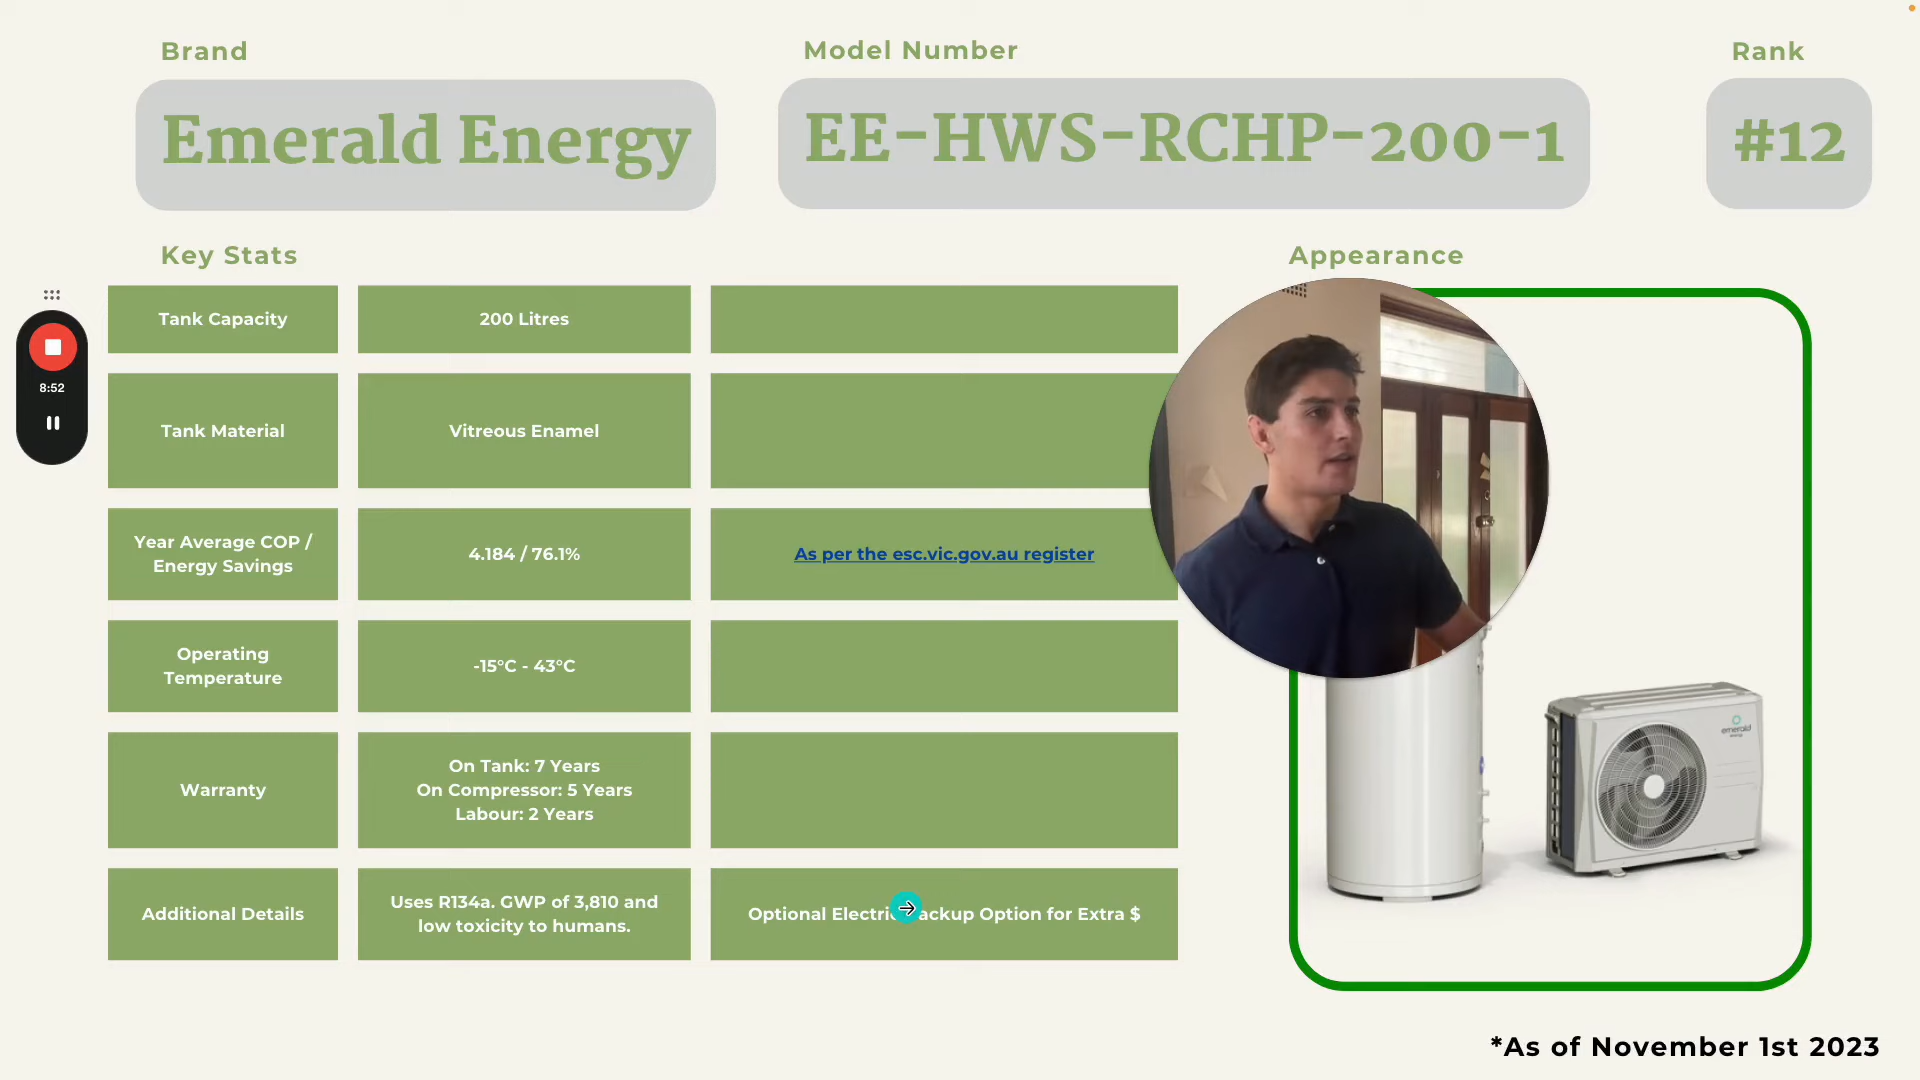 Brand
Model Number
Rank
Emerald Energy
EE-HWS-RCHP-200-1
#12
Key Stats
Appearance
Tank Capacity
200 Litres
8:52
Tank Material
Vitreous Enamel
Year Average COP /
Energy Savings
4.184 / 76.1%
As per the esc.vic.gov.au register
Operating
Temperature
-15°C - 43°C
Warranty
On Tank: 7 Years
On Compressor: 5 Years
Labour: 2 Years
emerald
Additional Details
Uses R134a. GWP of 3,810 and
low toxicity to humans.
Optional Electri ackup Option for Extra $
*As of November 1st 2023